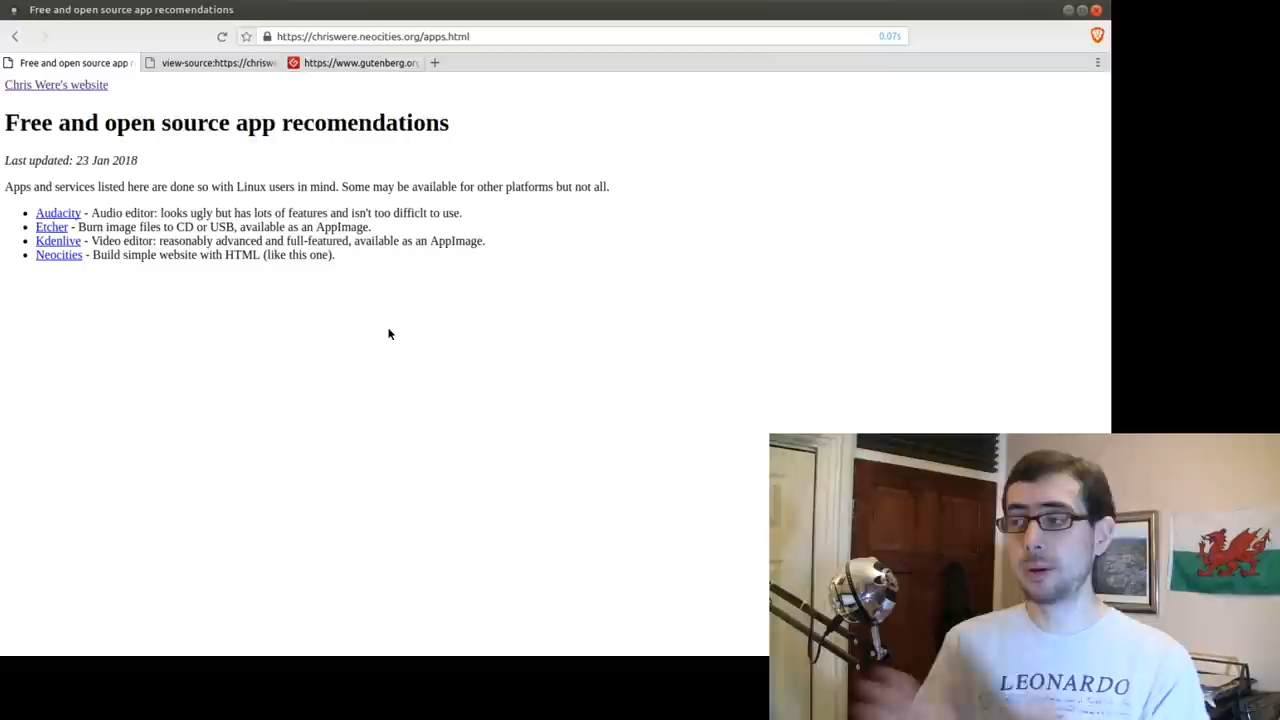 Free and open source app recomendations
https://chriswere.neocities.org/apps.html
0.07s
Free and open source app r
view-source:https://chriswe
https://www.gutenberg.or
Chris Were's website
Free and open source app recomendations
Last updated: 23 Jan 2018
Apps and services listed here are done so with Linux users in mind. Some may be available for other platforms but not all.
Audacity - Audio editor: looks ugly but has lots of features and isn't too difficlt to use.
Etcher - Burn image files to CD or USB, available as an AppImage.
Kdenlive - Video editor: reasonably advanced and full-featured, available as an AppImage.
Neocities - Build simple website with HTML (like this one).
LEONARDO